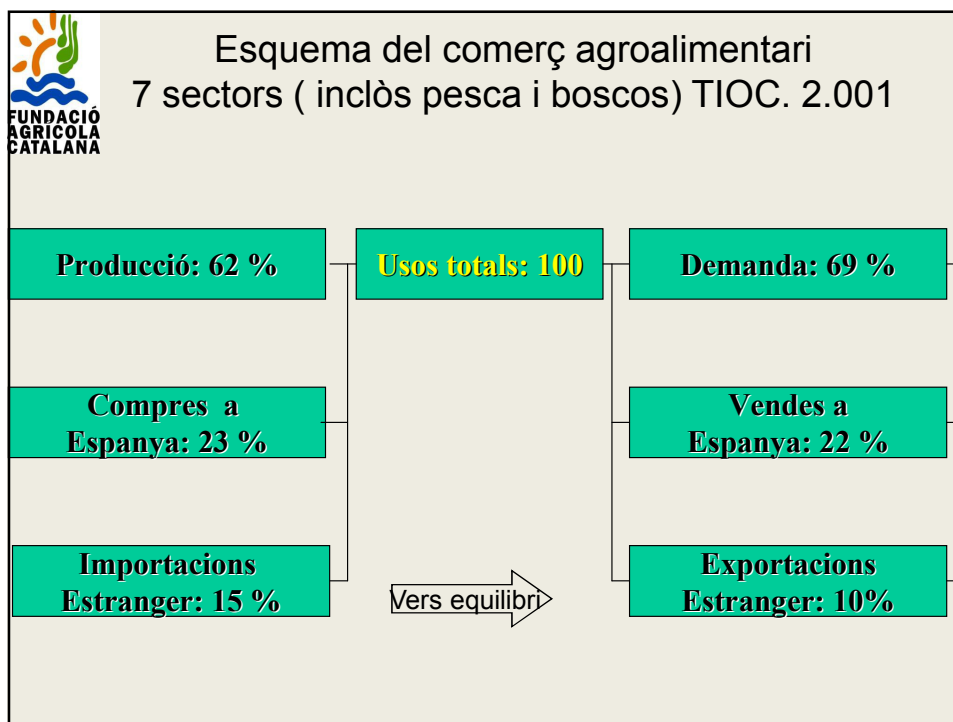 FUNDACIÓ
AGRÍCOLA
CATALANA
Esquema del comerç agroalimentari
7 sectors ( inclòs pesca i boscos) TIOC. 2.001
Producció: 62 %
Usos totals: 100
Demanda: 69 %
Compres a
Espanya: 23 %
Vendes a
Espanya: 22 %
Importacions
Estranger: 15 %
Vers equilibri
Exportacions
Estranger: 10%